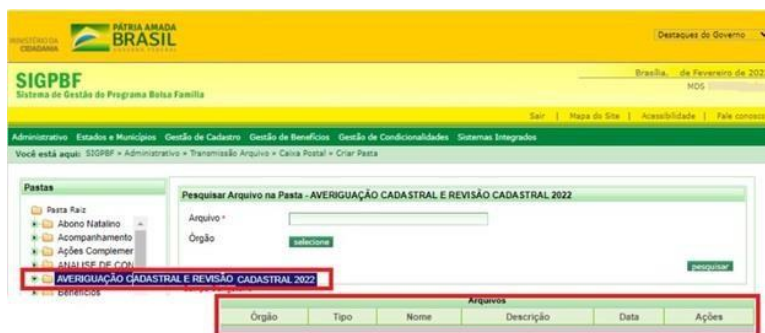 MINISTÉRIO DA
CIDADANIA
PÁTRIA AMADA
BRASIL
GOVERNO FEDERAL
Destaques do Governo
SIGPBF
Sistema de Gestão do Programa Bolsa Família
Brasília, de Fevereiro de 202
MDS
Sair | Mapa do Site | Acessibilidade | Fale conosco
Administrativo Estados e Municípios Gestão de Cadastro Gestão de Benefícios Gestão de Condicionalidades Sistemas Integrados
Você está aqui: SIGPBF » Administrativo » Transmissão Arquivo » Caixa Postal » Criar Pasta
Pastas
Pasta Raiz
Abono Natalino
Acompanhamento
Ações Complemer
ANALISE DE CON
AVERIGUAÇÃO CADASTRAL E REVISÃO CADASTRAL 2022
Benefícios
Pesquisar Arquivo na Pasta - AVERIGUAÇÃO CADASTRAL E REVISÃO CADASTRAL 2022
Arquivo *
Órgão selecione
pesquisar
Arquivos
Órgão Tipo Nome Descrição Data Ações